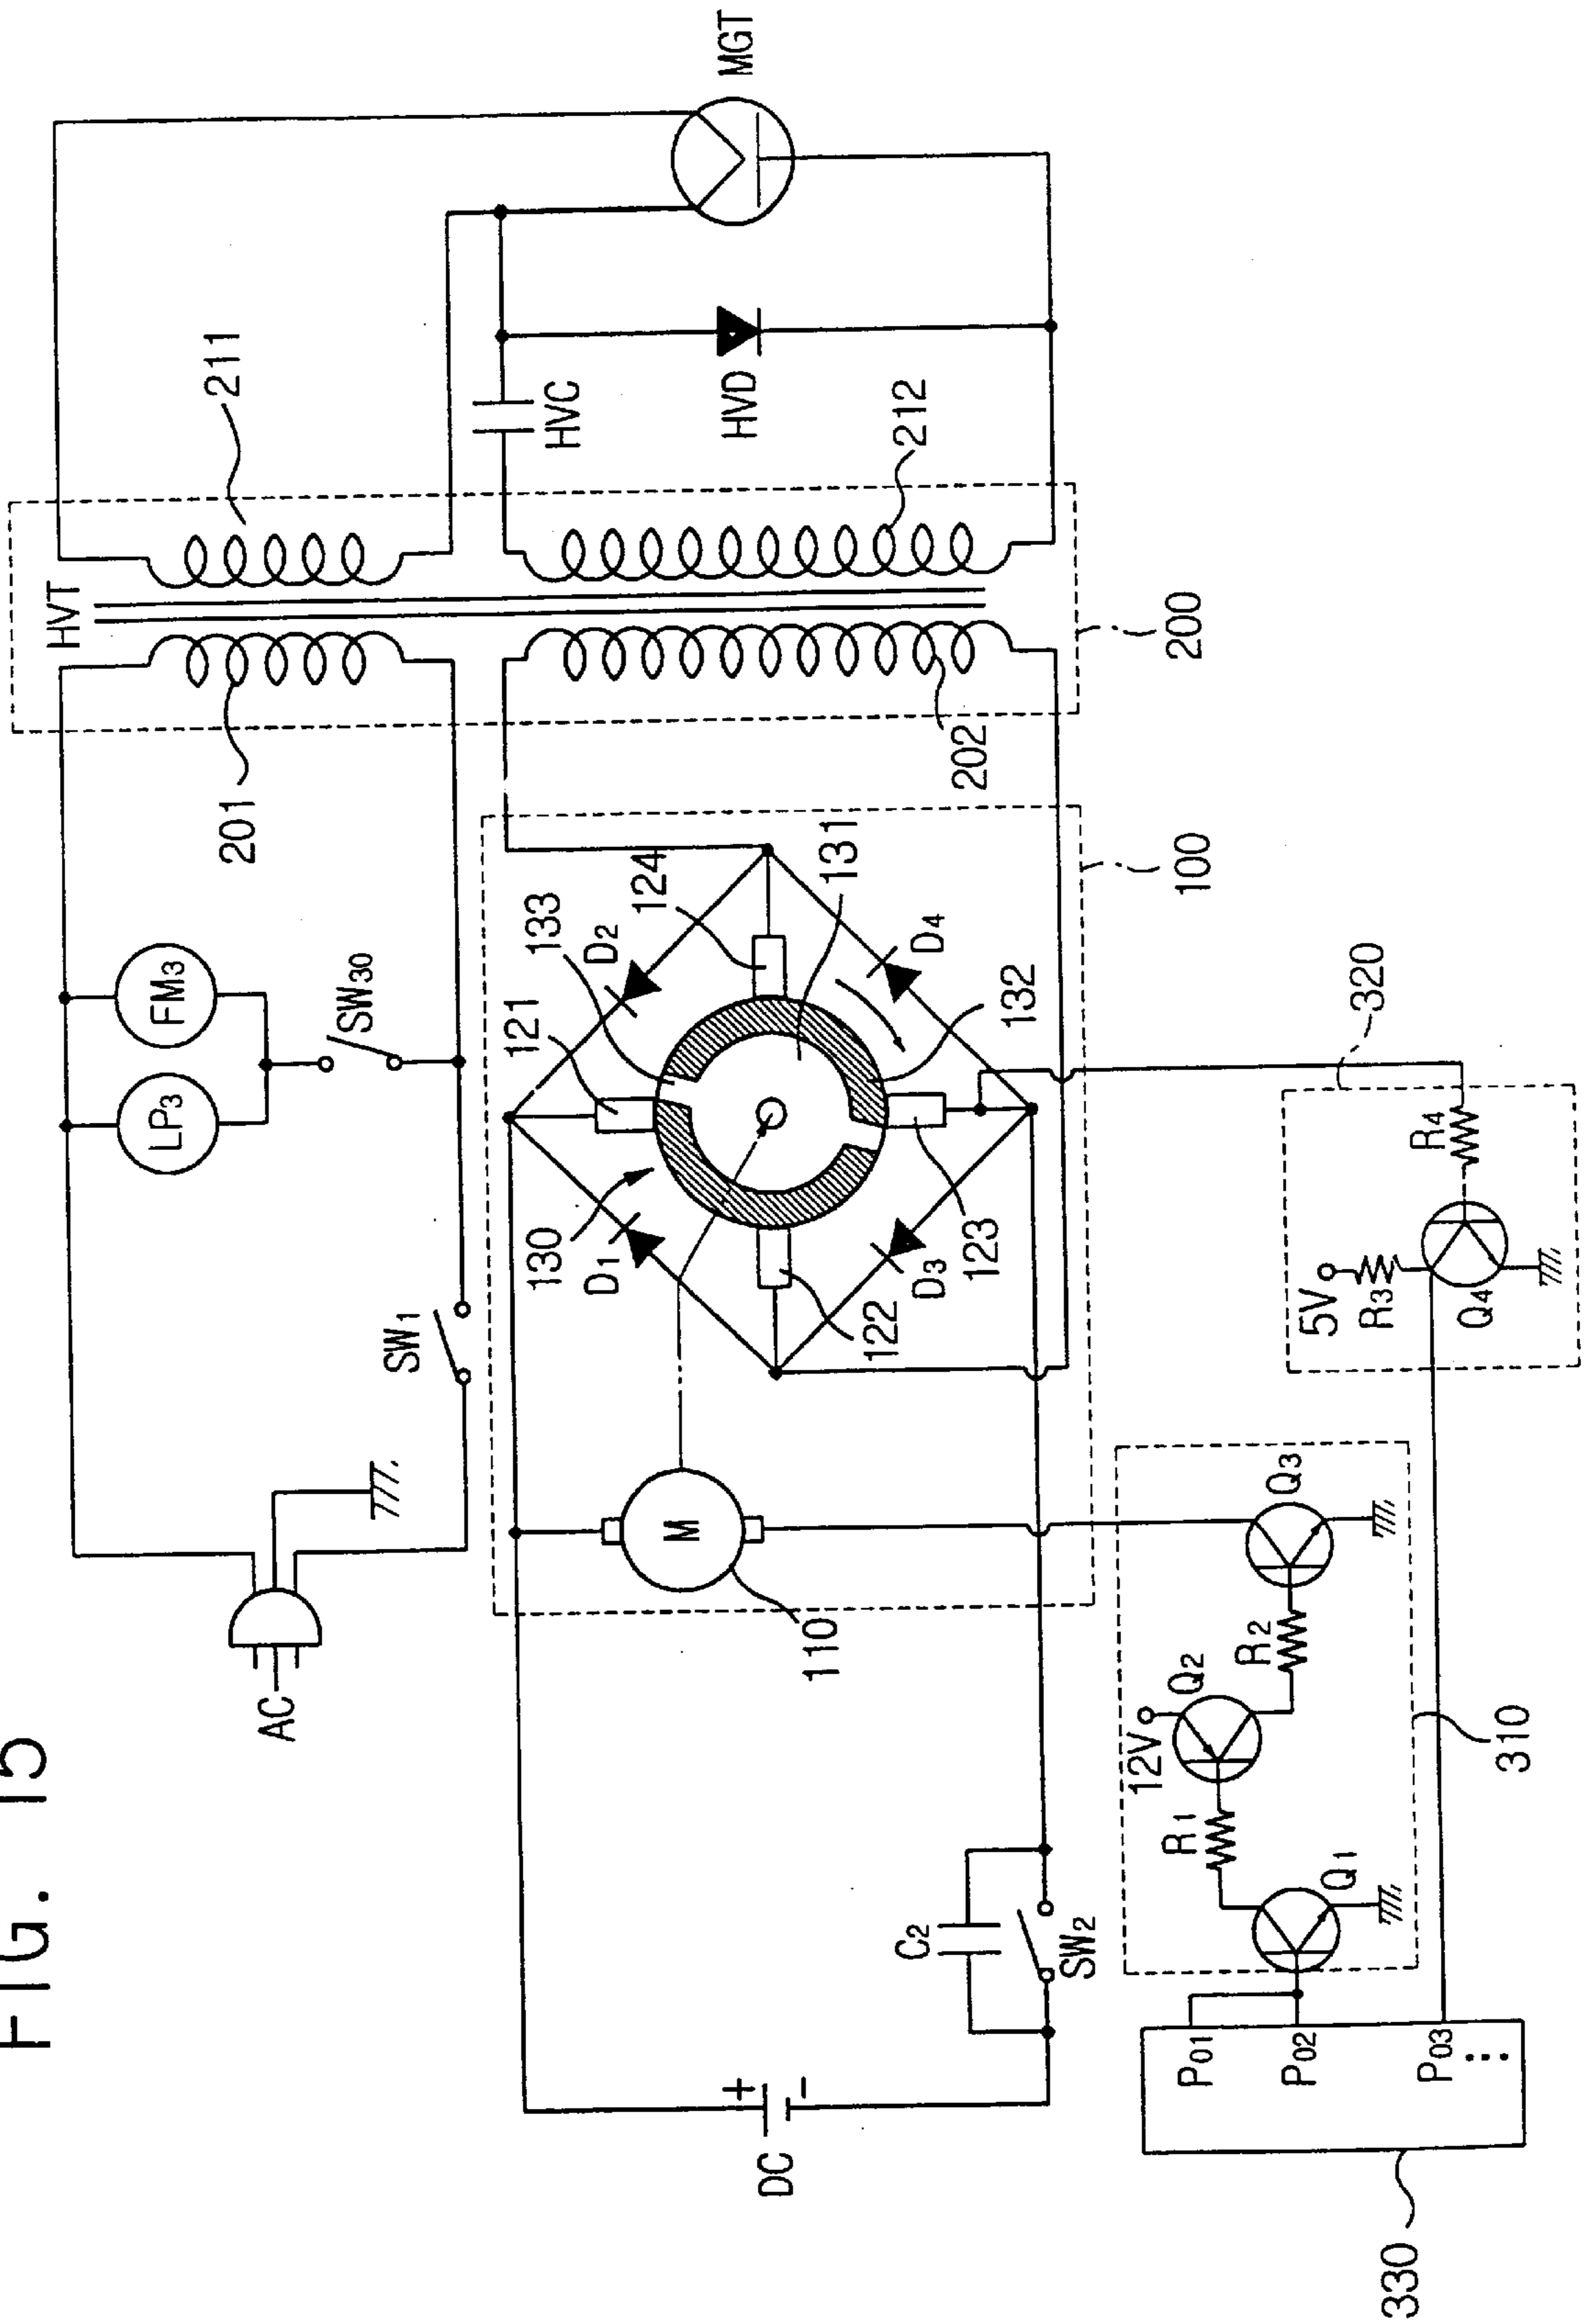 FIG. 15
AC
SW1
LP3
FM3
SW30
201
HVT
211
HVC
HVD
212
MGT
202
200
DC
+
-
C2
SW2
M
110
130
D1
121
133
D2
124
131
D4
132
123
D3
122
100
330
P01
P02
P03
Q1
R1
12V
Q2
R2
Q3
310
5V
R3
Q4
R4
320